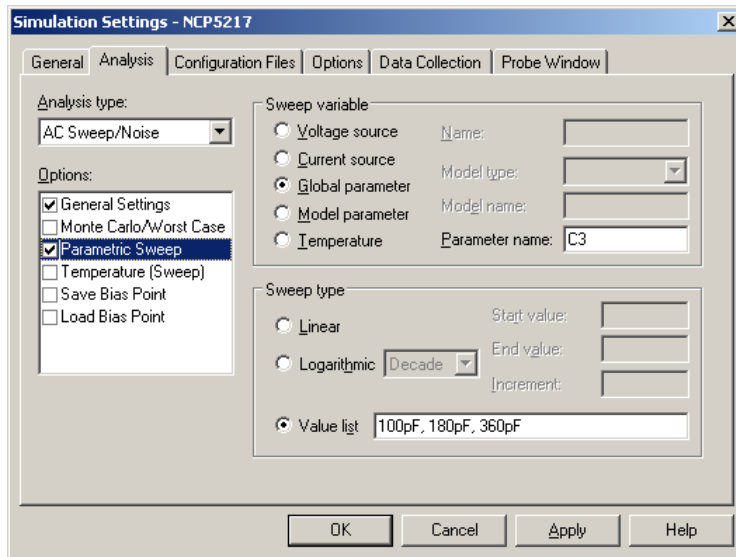 Simulation Settings - NCP5217
General Analysis Configuration Files Options Data Collection Probe Window
Analysis type:
AC Sweep/Noise
Options:
General Settings
Monte Carlo/Worst Case
Parametric Sweep
Temperature (Sweep)
Save Bias Point
Load Bias Point
Sweep variable
Voltage source
Name:
Current source
Model type:
Global parameter
Model name:
Model parameter
Temperature
Parameter name: C3
Sweep type
Linear
Start value:
End value:
Logarithmic Decade
Increment:
Value list 100pF, 180pF, 360pF
OK Cancel Apply Help